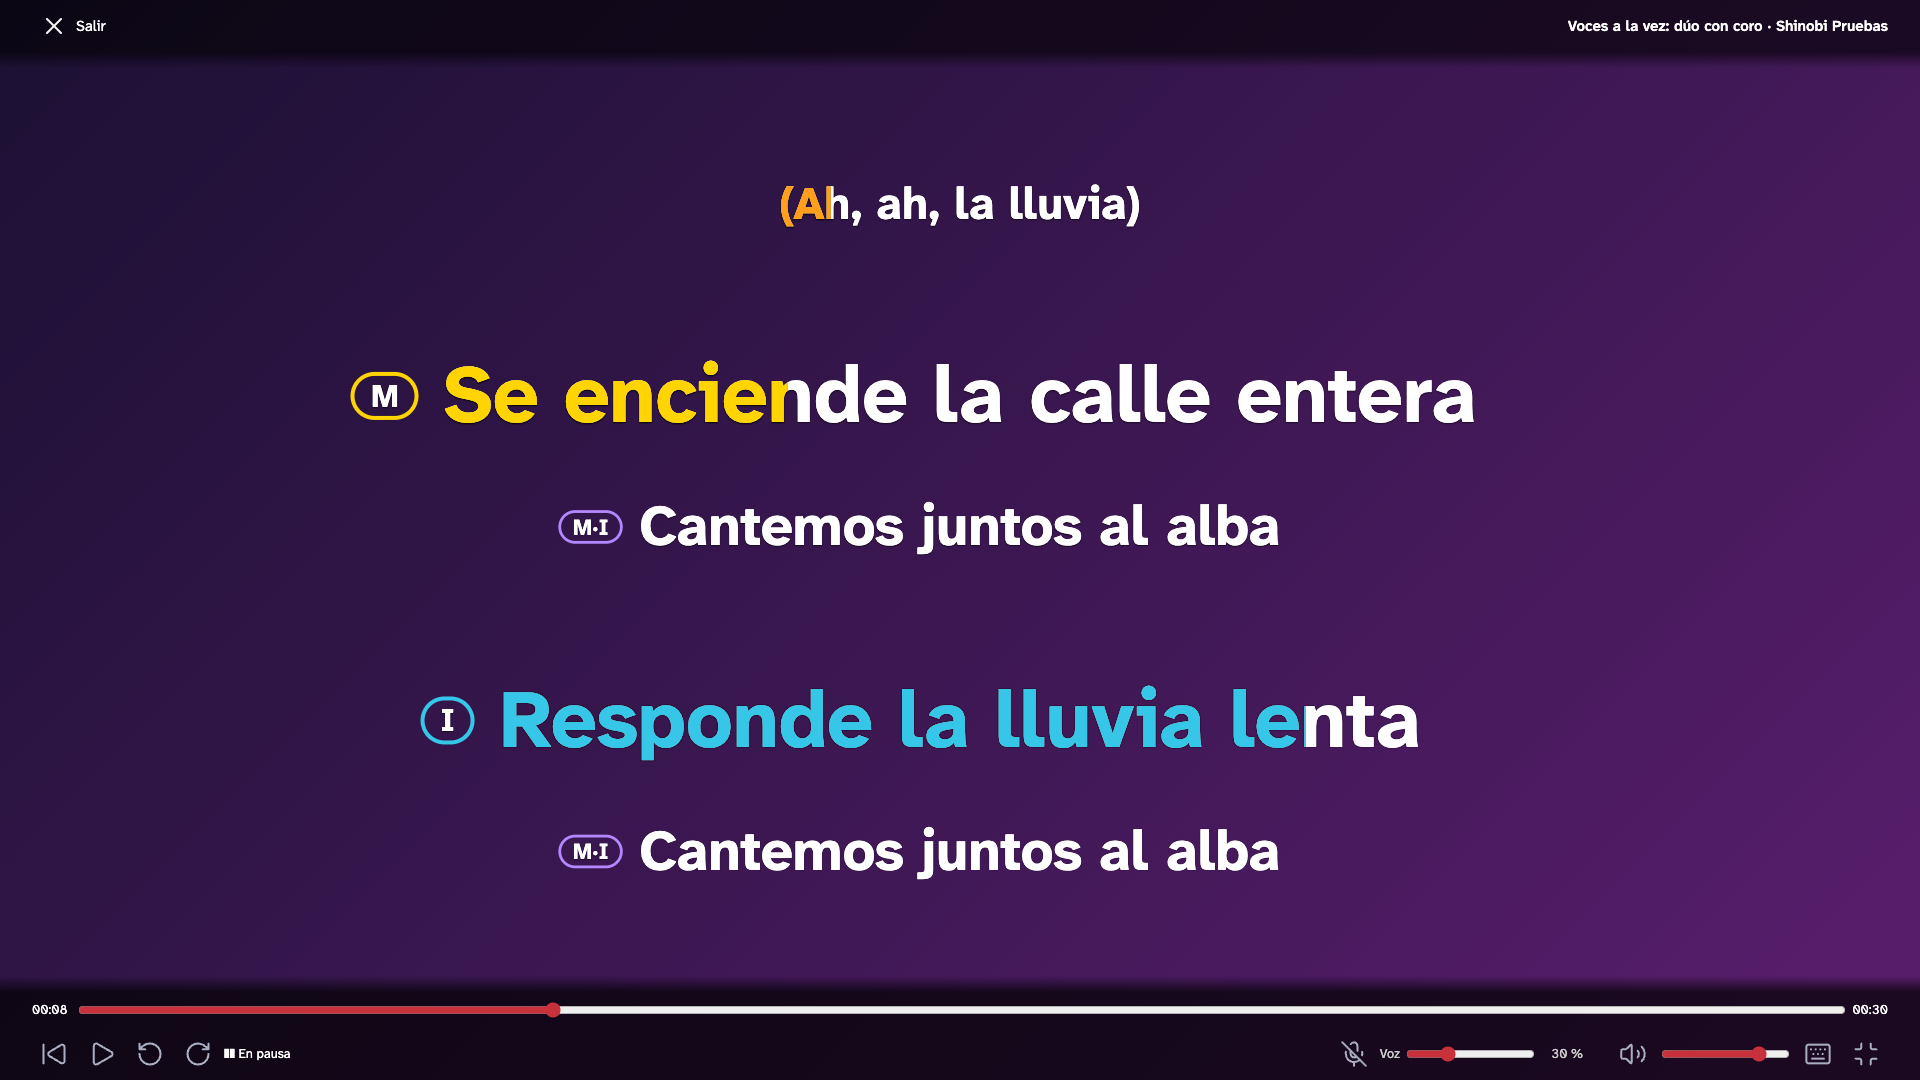 Salir
Voces a la vez: dúo con coro · Shinobi Pruebas
(Ah, ah, la lluvia)
M Se enciende la calle entera
M·I Cantemos juntos al alba
I Responde la lluvia lenta
M·I Cantemos juntos al alba
00:08 00:30
En pausa Voz 30 %